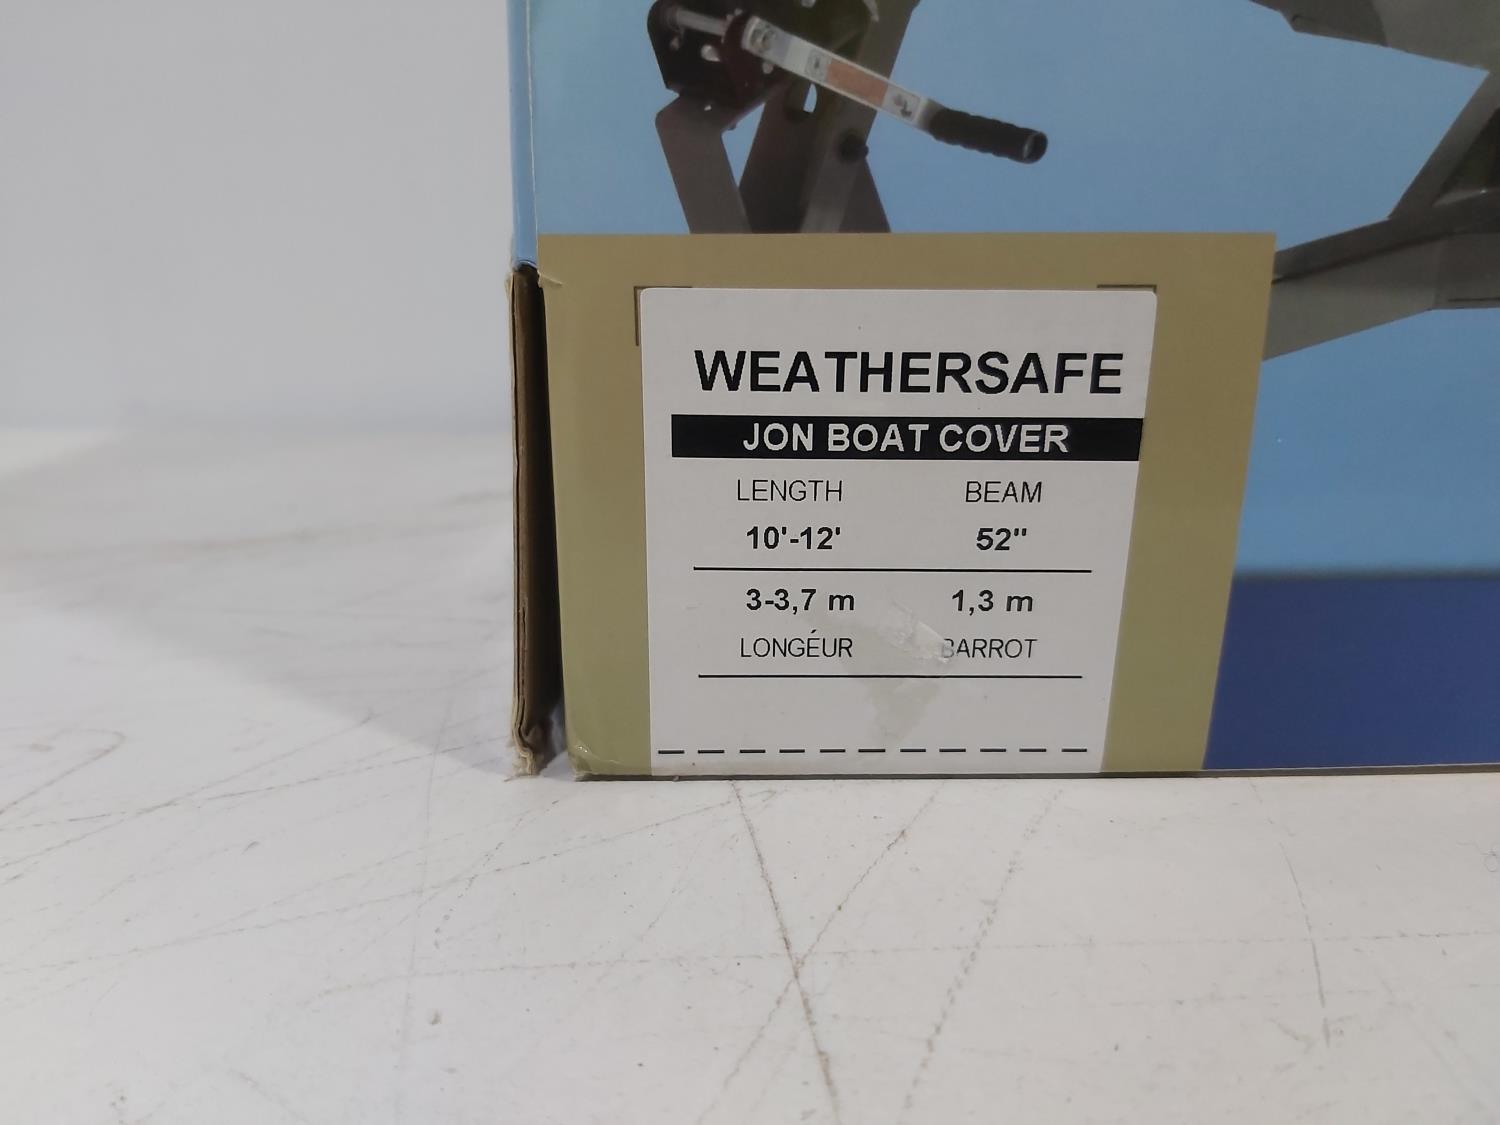 WEATHERSAFE
JON BOAT COVER
LENGTH BEAM
10'-12' 52"
3-3,7 m 1,3 m
LONGÉUR BARROT